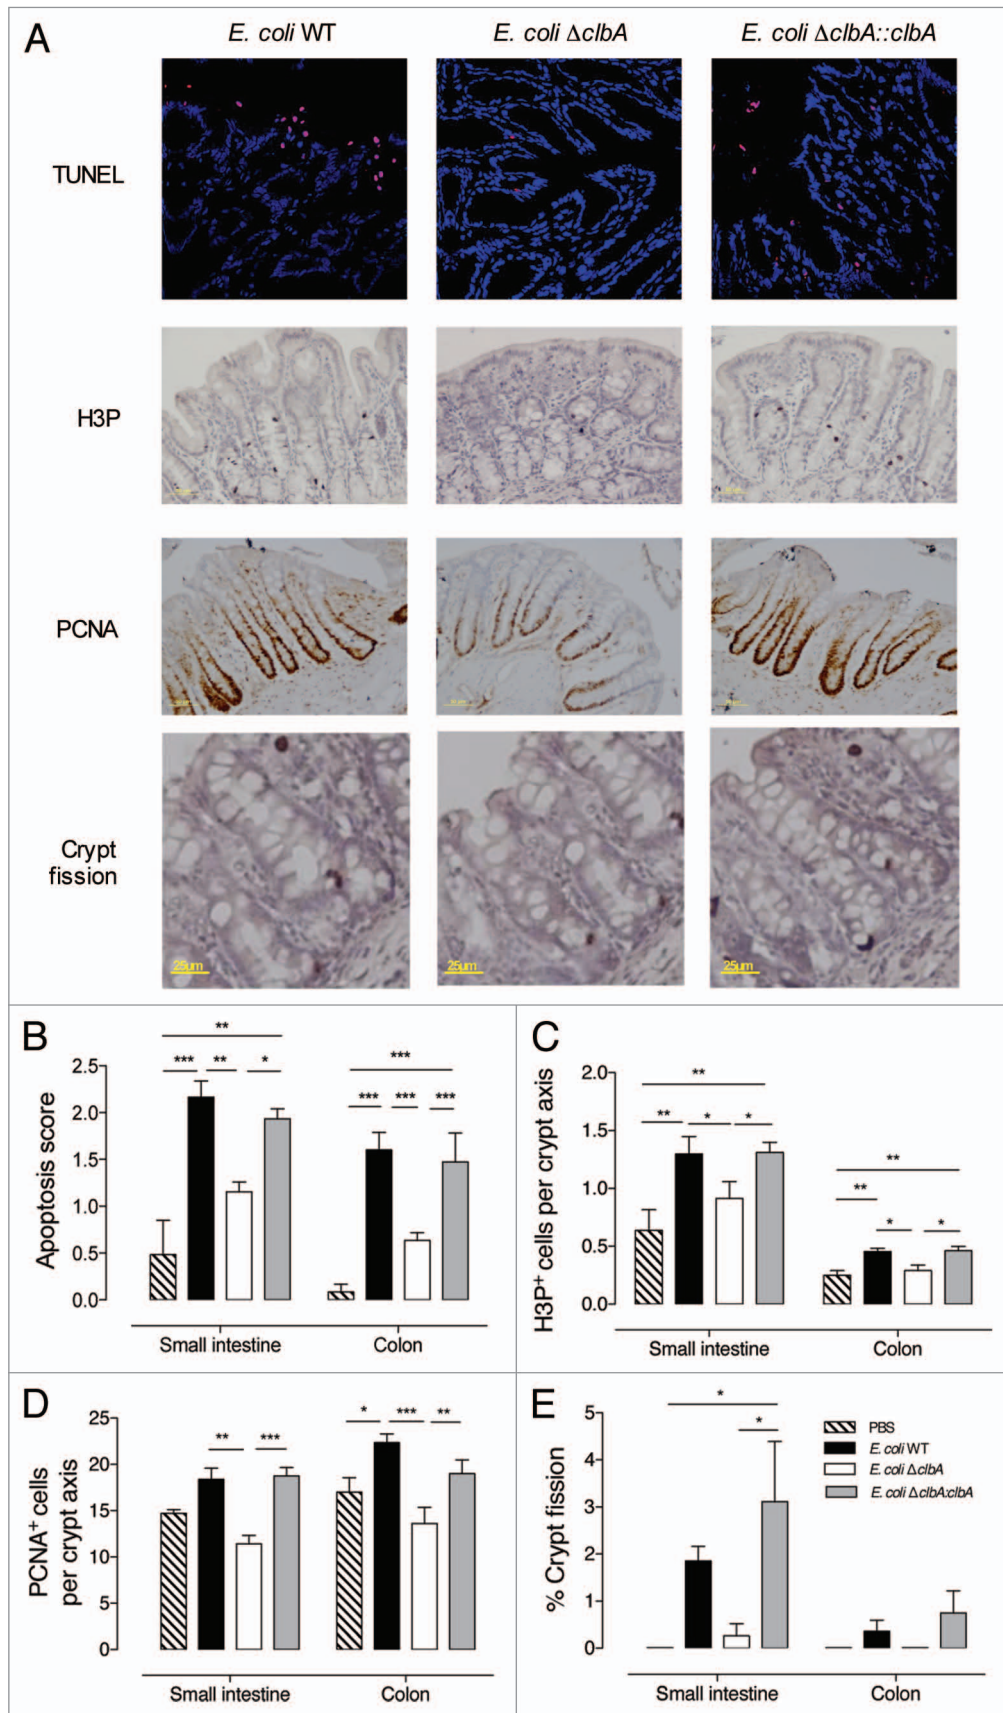 A
E. coli WT
E. coli ΔclbA
E. coli ΔclbA::clbA
TUNEL
H3P
PCNA
Crypt
fission
25μm
25μm
25μm
B
Apoptosis score
2.5
2.0
1.5
1.0
0.5
0.0
**
***
**
*
***
***
***
***
Small intestine
Colon
C
H3P+ cells per crypt axis
2.0
1.5
1.0
0.5
0.0
**
**
*
*
**
**
*
*
Small intestine
Colon
D
PCNA+ cells
per crypt axis
25
20
15
10
5
0
**
***
*
***
**
Small intestine
Colon
E
% Crypt fission
5
4
3
2
1
0
*
*
PBS
E. coli WT
E. coli ΔclbA
E. coli ΔclbA:clbA
Small intestine
Colon